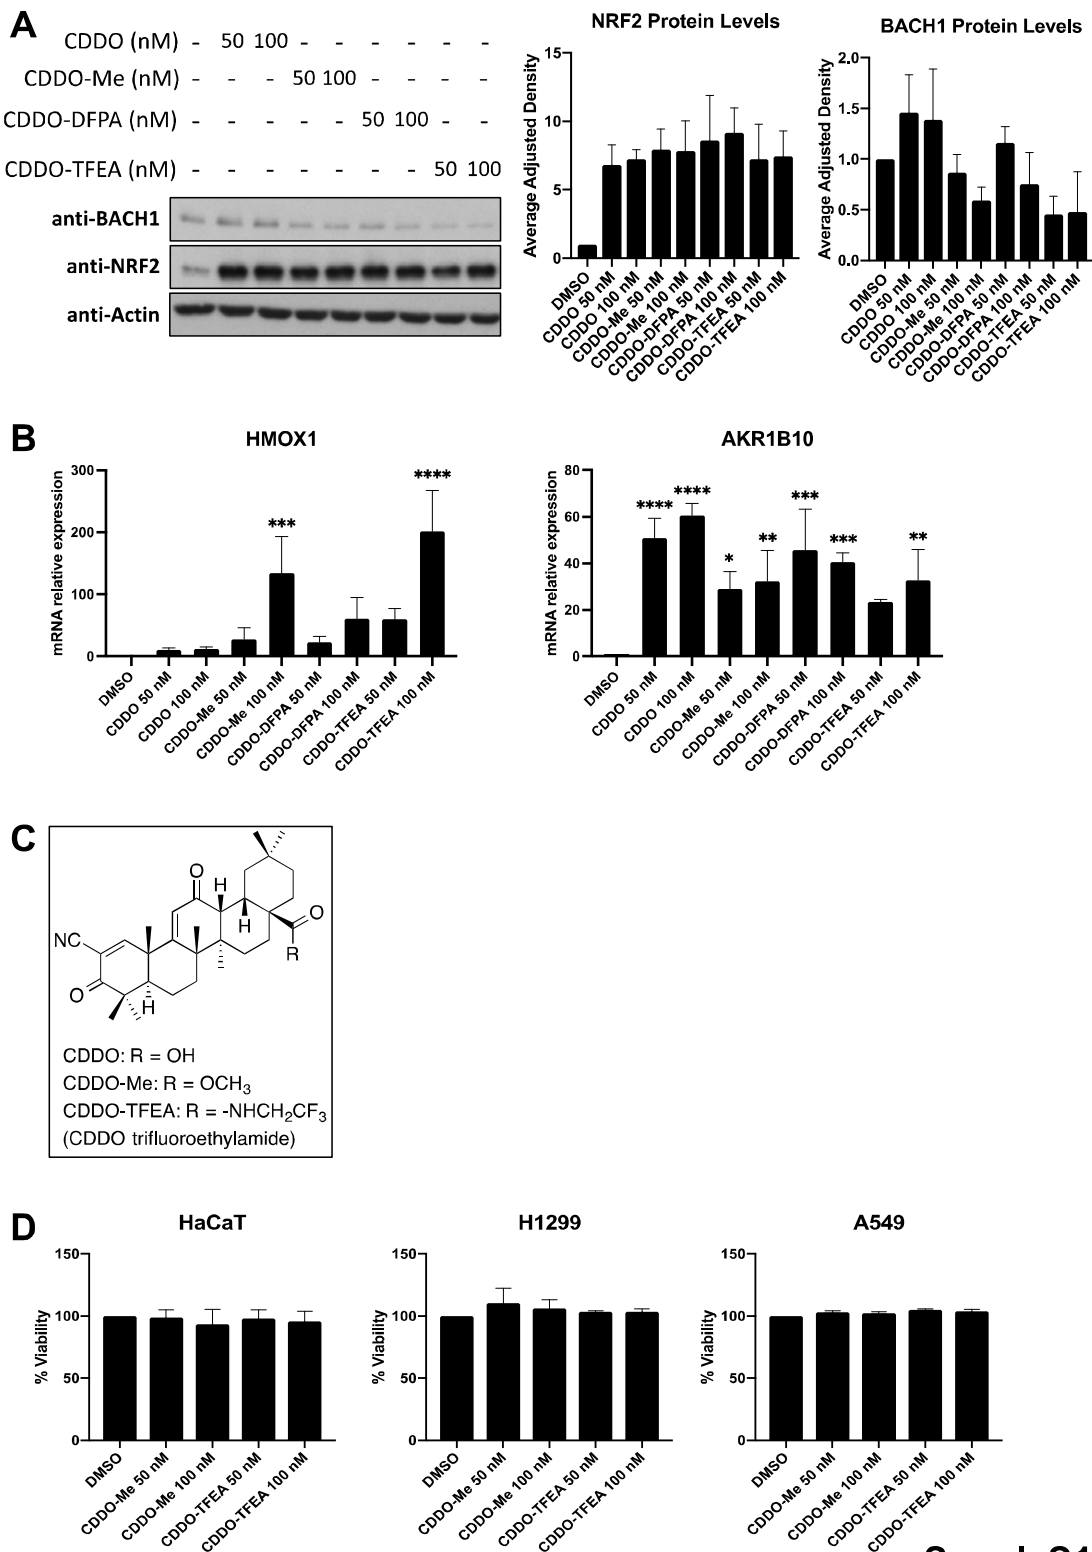 A
CDDO (nM) - 50 100 - - - - - -
CDDO-Me (nM) - - - 50 100 - - - -
CDDO-DFPA (nM) - - - - - 50 100 - -
CDDO-TFEA (nM) - - - - - - - 50 100
anti-BACH1
anti-NRF2
anti-Actin
NRF2 Protein Levels
Average Adjusted Density
15
10
5
0
DMSO
CDDO 50 nM
CDDO 100 nM
CDDO-Me 50 nM
CDDO-Me 100 nM
CDDO-DFPA 50 nM
CDDO-DFPA 100 nM
CDDO-TFEA 50 nM
CDDO-TFEA 100 nM
BACH1 Protein Levels
Average Adjusted Density
2.0
1.5
1.0
0.5
0.0
DMSO
CDDO 50 nM
CDDO 100 nM
CDDO-Me 50 nM
CDDO-Me 100 nM
CDDO-DFPA 50 nM
CDDO-DFPA 100 nM
CDDO-TFEA 50 nM
CDDO-TFEA 100 nM
B
HMOX1
mRNA relative expression
300
200
100
0
***
****
DMSO
CDDO 50 nM
CDDO 100 nM
CDDO-Me 50 nM
CDDO-Me 100 nM
CDDO-DFPA 50 nM
CDDO-DFPA 100 nM
CDDO-TFEA 50 nM
CDDO-TFEA 100 nM
AKR1B10
mRNA relative expression
80
60
40
20
0
****
****
*
**
***
***
**
DMSO
CDDO 50 nM
CDDO 100 nM
CDDO-Me 50 nM
CDDO-Me 100 nM
CDDO-DFPA 50 nM
CDDO-DFPA 100 nM
CDDO-TFEA 50 nM
CDDO-TFEA 100 nM
C
O
H
H
O
NC
R
O
H
CDDO: R = OH
CDDO-Me: R = OCH₃
CDDO-TFEA: R = -NHCH₂CF₃
(CDDO trifluoroethylamide)
D
HaCaT
% Viability
150
100
50
0
DMSO
CDDO-Me 50 nM
CDDO-Me 100 nM
CDDO-TFEA 50 nM
CDDO-TFEA 100 nM
H1299
% Viability
150
100
50
0
DMSO
CDDO-Me 50 nM
CDDO-Me 100 nM
CDDO-TFEA 50 nM
CDDO-TFEA 100 nM
A549
% Viability
150
100
50
0
DMSO
CDDO-Me 50 nM
CDDO-Me 100 nM
CDDO-TFEA 50 nM
CDDO-TFEA 100 nM